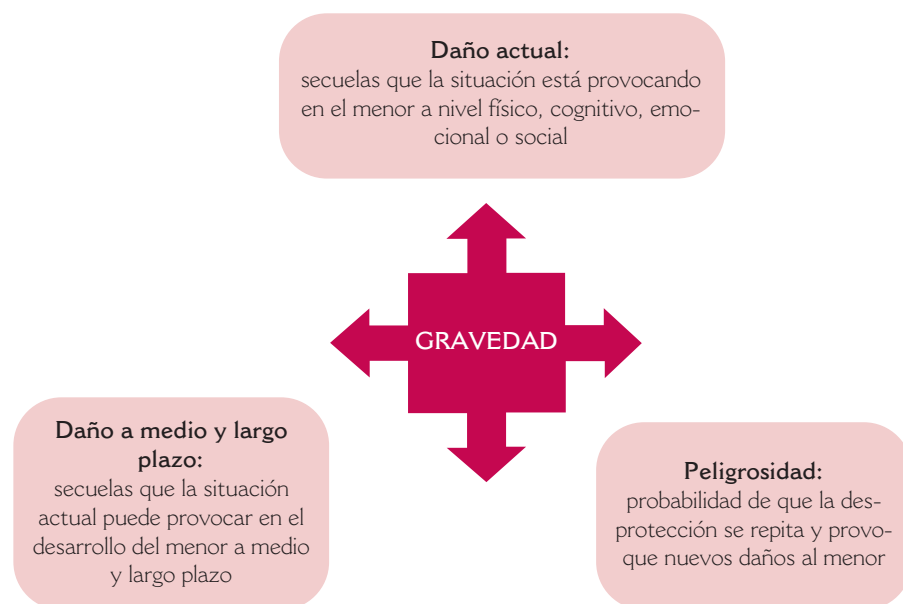 Daño actual:
secuelas que la situación está provocando
en el menor a nivel físico, cognitivo, emo-
cional o social
GRAVEDAD
Daño a medio y largo
plazo:
secuelas que la situación
actual puede provocar en el
desarrollo del menor a medio
y largo plazo
Peligrosidad:
probabilidad de que la des-
protección se repita y provo-
que nuevos daños al menor